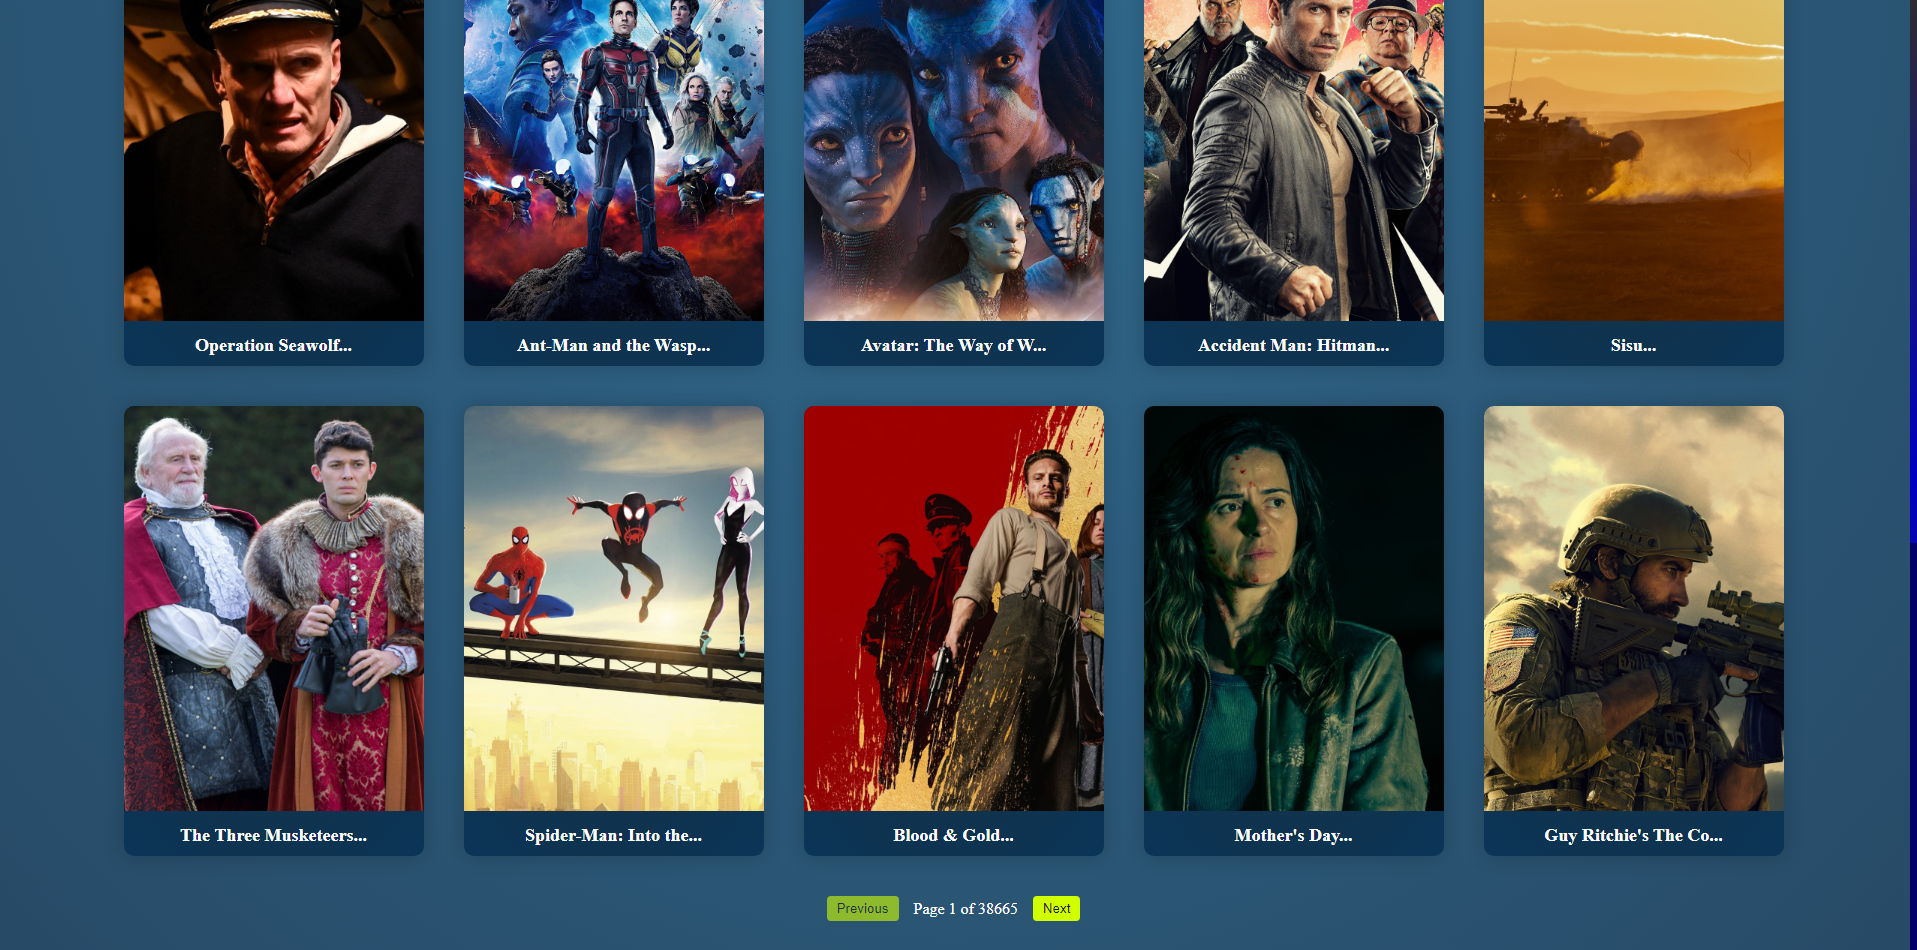 Operation Seawolf...
Ant-Man and the Wasp...
Avatar: The Way of W...
Accident Man: Hitman...
Sisu...
The Three Musketeers...
Spider-Man: Into the...
Blood & Gold...
Mother's Day...
Guy Ritchie's The Co...
Previous
Page 1 of 38665
Next